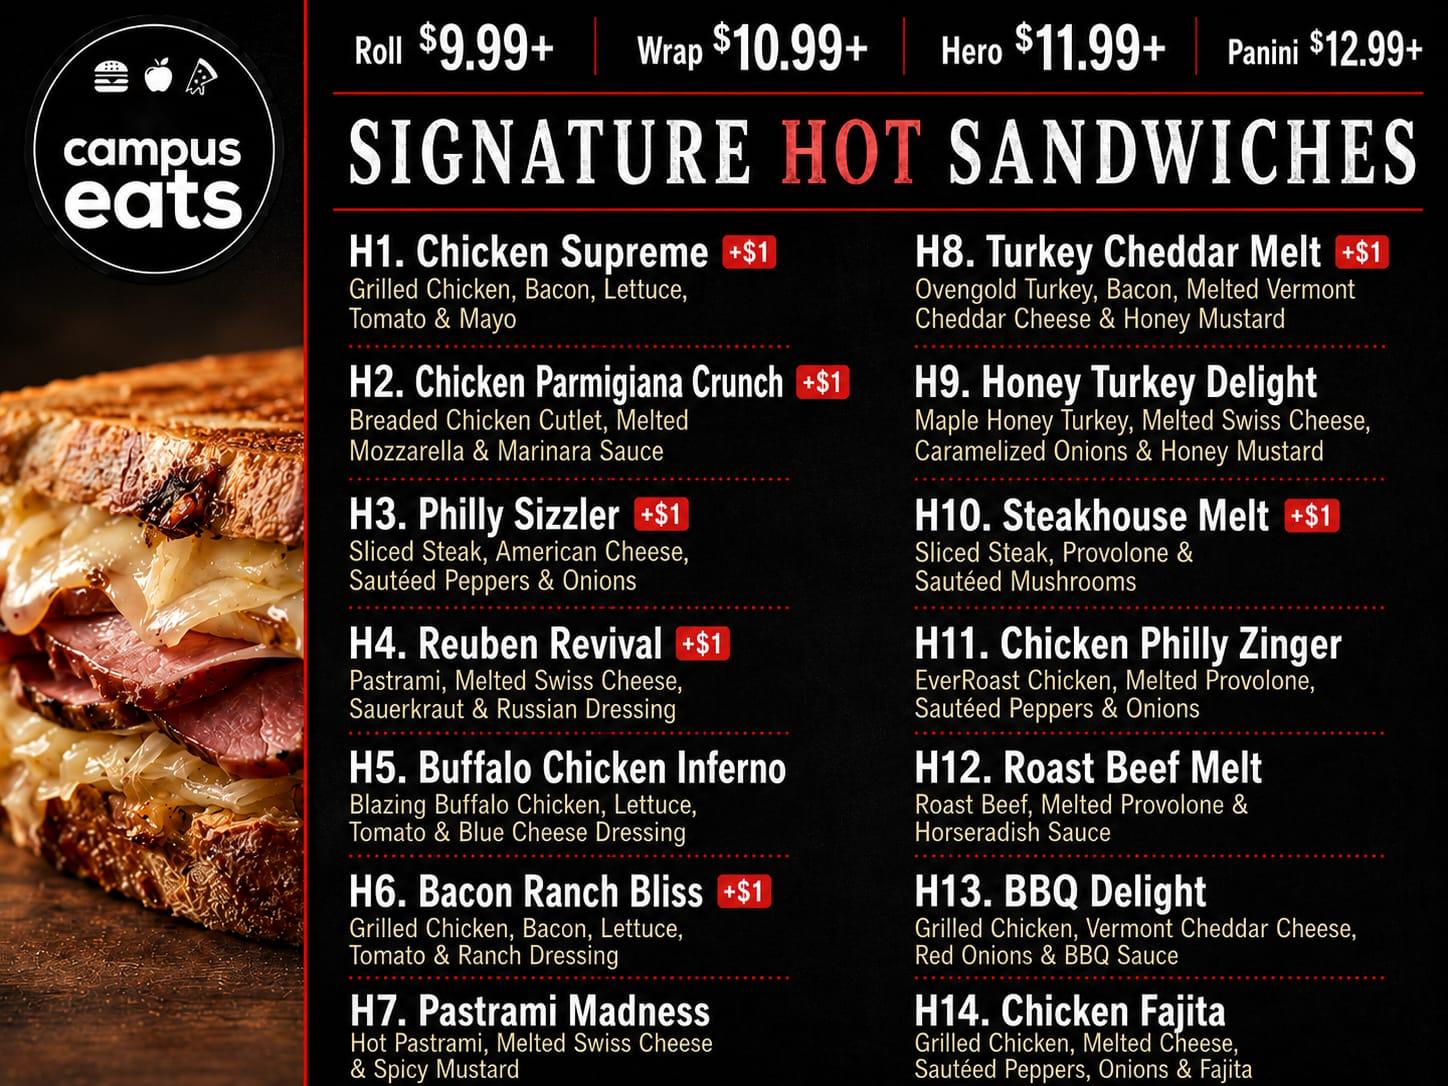 campus
eats
Roll $9.99+
Wrap $10.99+
Hero $11.99+
Panini $12.99+
SIGNATURE HOT SANDWICHES
H1. Chicken Supreme +$1
Grilled Chicken, Bacon, Lettuce,
Tomato & Mayo
H2. Chicken Parmigiana Crunch +$1
Breaded Chicken Cutlet, Melted
Mozzarella & Marinara Sauce
H3. Philly Sizzler +$1
Sliced Steak, American Cheese,
Sautéed Peppers & Onions
H4. Reuben Revival +$1
Pastrami, Melted Swiss Cheese,
Sauerkraut & Russian Dressing
H5. Buffalo Chicken Inferno
Blazing Buffalo Chicken, Lettuce,
Tomato & Blue Cheese Dressing
H6. Bacon Ranch Bliss +$1
Grilled Chicken, Bacon, Lettuce,
Tomato & Ranch Dressing
H7. Pastrami Madness
Hot Pastrami, Melted Swiss Cheese
& Spicy Mustard
H8. Turkey Cheddar Melt +$1
Ovengold Turkey, Bacon, Melted Vermont
Cheddar Cheese & Honey Mustard
H9. Honey Turkey Delight
Maple Honey Turkey, Melted Swiss Cheese,
Caramelized Onions & Honey Mustard
H10. Steakhouse Melt +$1
Sliced Steak, Provolone &
Sautéed Mushrooms
H11. Chicken Philly Zinger
EverRoast Chicken, Melted Provolone,
Sautéed Peppers & Onions
H12. Roast Beef Melt
Roast Beef, Melted Provolone &
Horseradish Sauce
H13. BBQ Delight
Grilled Chicken, Vermont Cheddar Cheese,
Red Onions & BBQ Sauce
H14. Chicken Fajita
Grilled Chicken, Melted Cheese,
Sautéed Peppers, Onions & Fajita